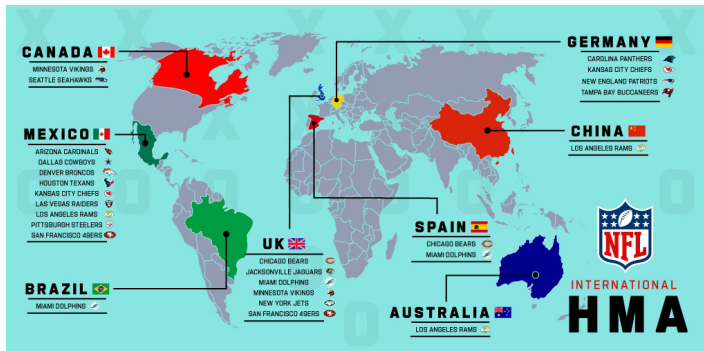 CANADA
MINNESOTA VIKINGS
SEATTLE SEAHAWKS
MEXICO
ARIZONA CARDINALS
DALLAS COWBOYS
DENVER BRONCOS
HOUSTON TEXANS
KANSAS CITY CHIEFS
LAS VEGAS RAIDERS
LOS ANGELES RAMS
PITTSBURGH STEELERS
SAN FRANCISCO 49ERS
BRAZIL
MIAMI DOLPHINS
UK
CHICAGO BEARS
JACKSONVILLE JAGUARS
MIAMI DOLPHINS
MINNESOTA VIKINGS
NEW YORK JETS
SAN FRANCISCO 49ERS
SPAIN
CHICAGO BEARS
MIAMI DOLPHINS
AUSTRALIA
LOS ANGELES RAMS
GERMANY
CAROLINA PANTHERS
KANSAS CITY CHIEFS
NEW ENGLAND PATRIOTS
TAMPA BAY BUCCANEERS
CHINA
LOS ANGELES RAMS
NFL
INTERNATIONAL
HMA